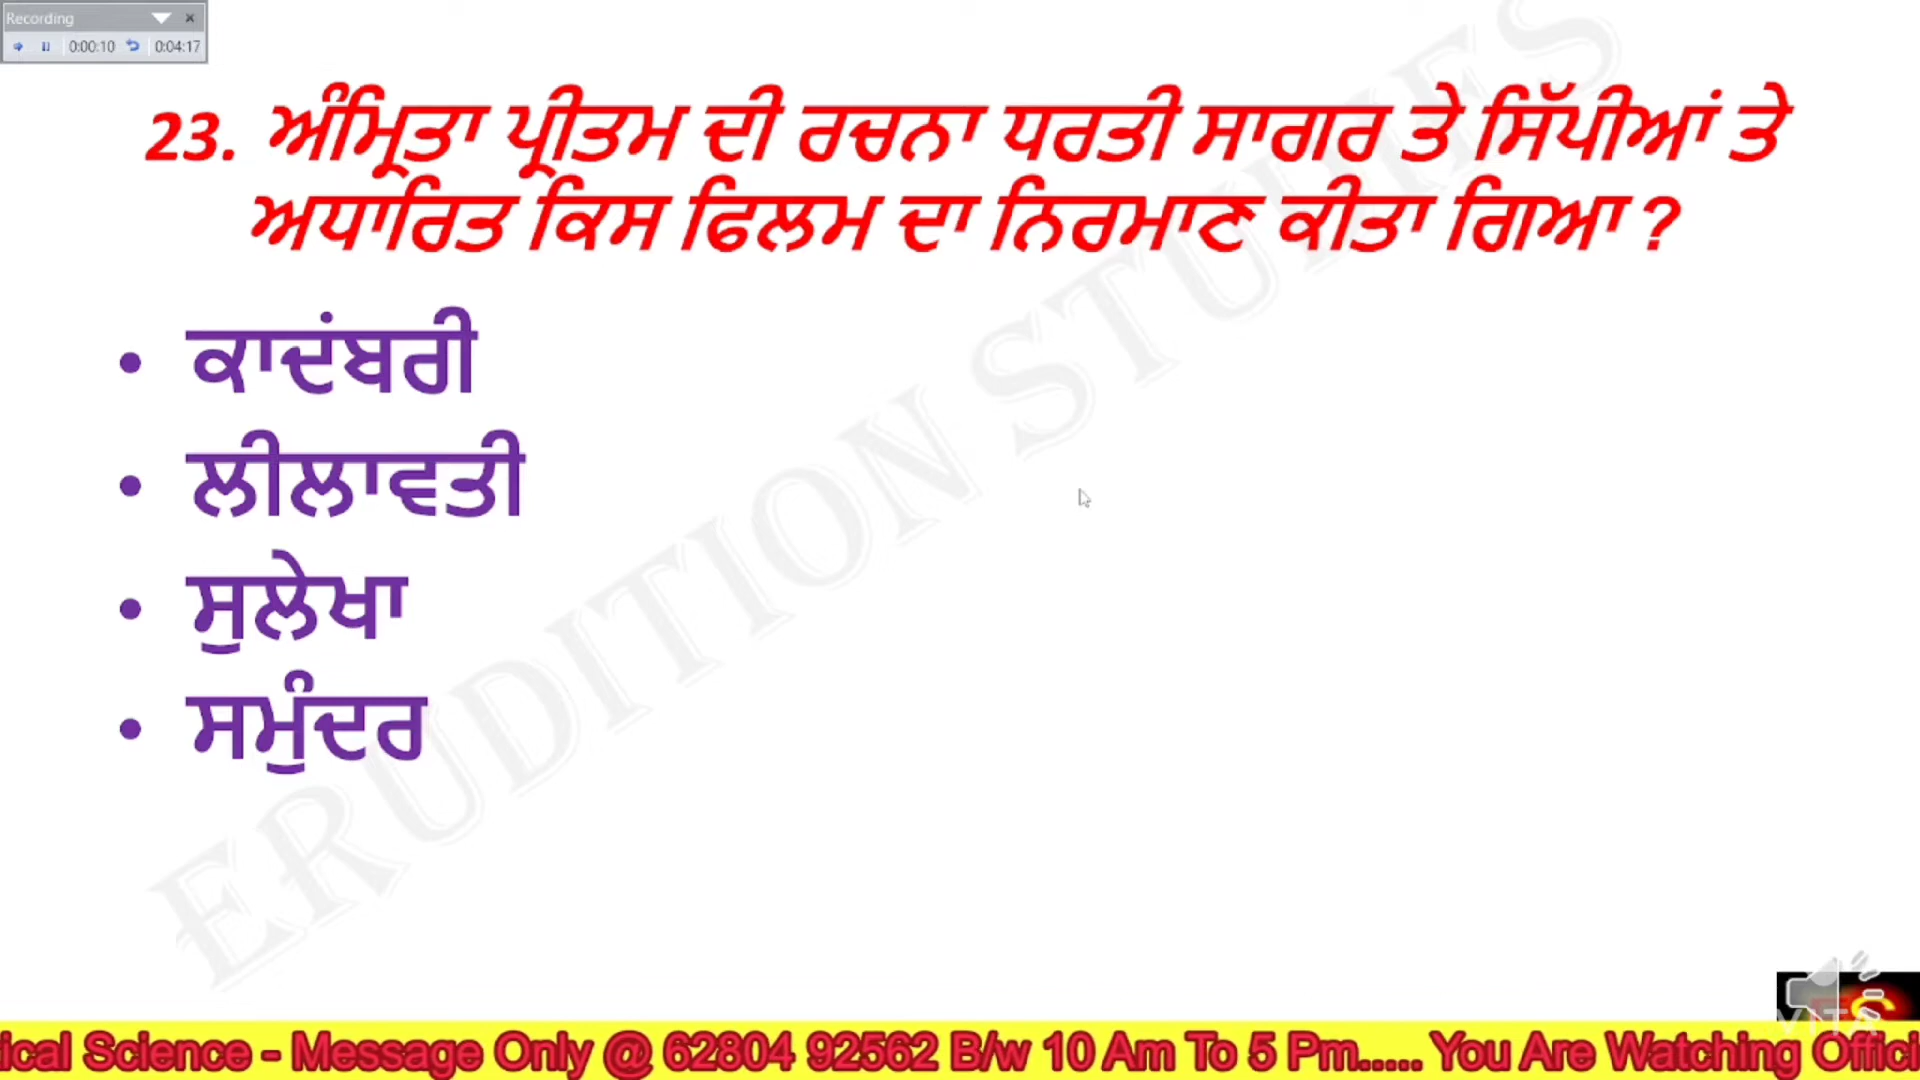 Recording
0:00:10 0:04:17
23. ਅੰਮ੍ਰਿਤਾ ਪ੍ਰੀਤਮ ਦੀ ਰਚਨਾ ਧਰਤੀ ਸਾਗਰ ਤੇ ਸਿੱਪੀਆਂ ਤੇ
ਅਧਾਰਿਤ ਕਿਸ ਫਿਲਮ ਦਾ ਨਿਰਮਾਣ ਕੀਤਾ ਗਿਆ ?
• ਕਾਦੰਬਰੀ
• ਲੀਲਾਵਤੀ
• ਸੁਲੇਖਾ
• ਸਮੁੰਦਰ
ERUDITION STUDIES
VITA
ical Science - Message Only @ 62804 92562 B/w 10 Am To 5 Pm..... You Are Watching Offici